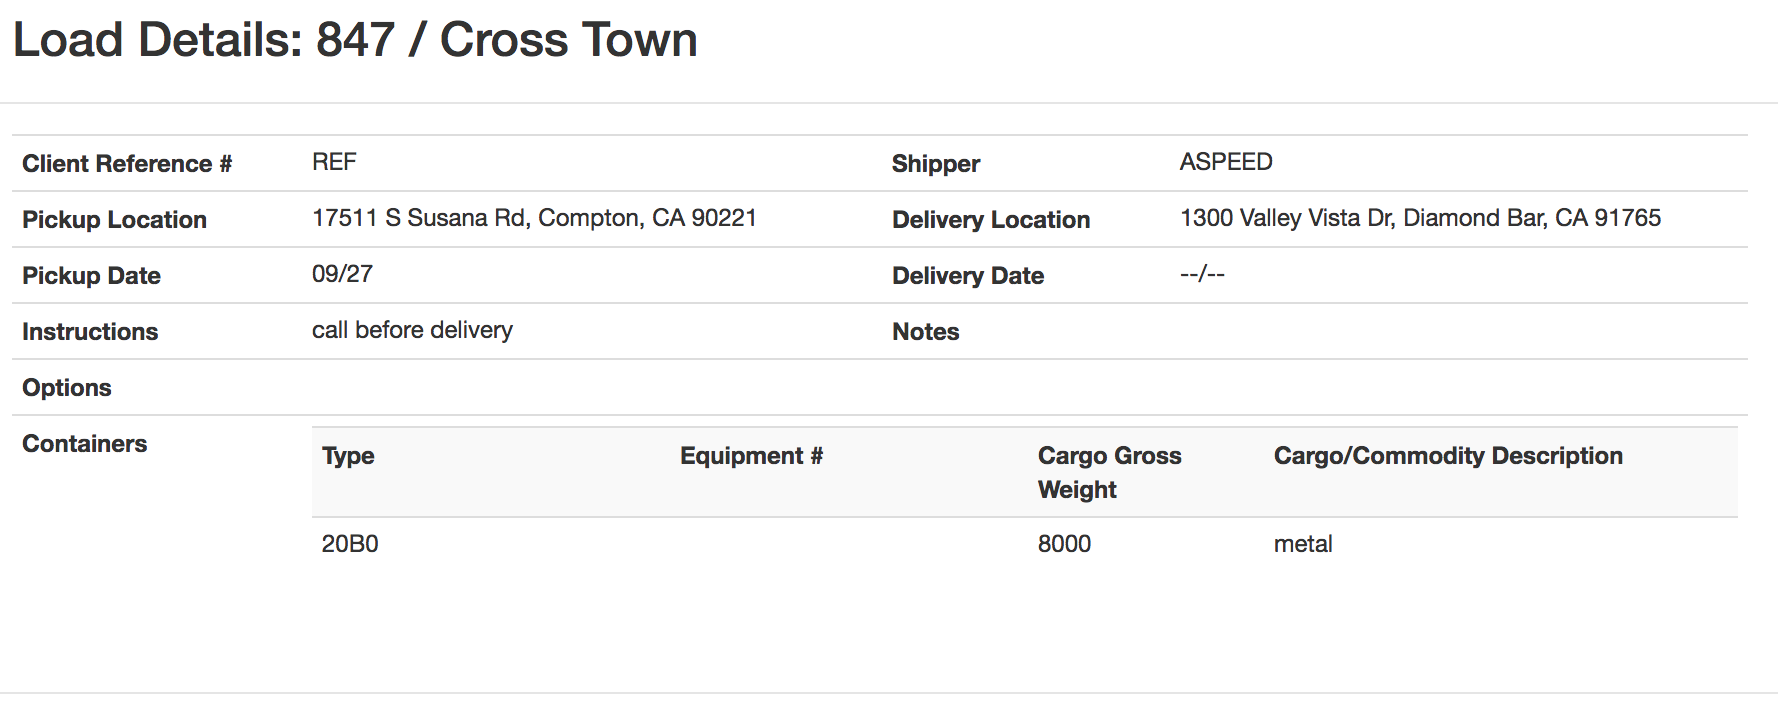 Load Details: 847 / Cross Town
Client Reference # REF Shipper ASPEED
Pickup Location 17511 S Susana Rd, Compton, CA 90221 Delivery Location 1300 Valley Vista Dr, Diamond Bar, CA 91765
Pickup Date 09/27 Delivery Date --/--
Instructions call before delivery Notes
Options
Containers Type Equipment # Cargo Gross Cargo/Commodity Description
Weight
20B0 8000 metal